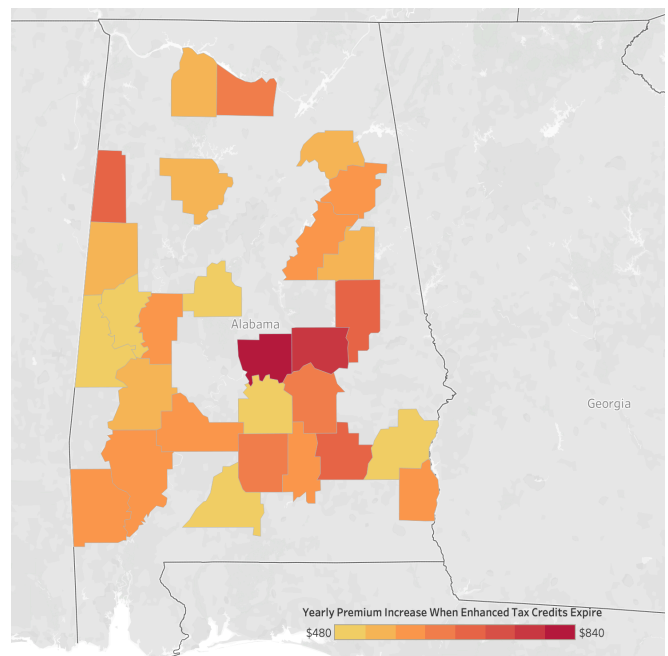 Alabama
Georgia
Yearly Premium Increase When Enhanced Tax Credits Expire
$480 $840